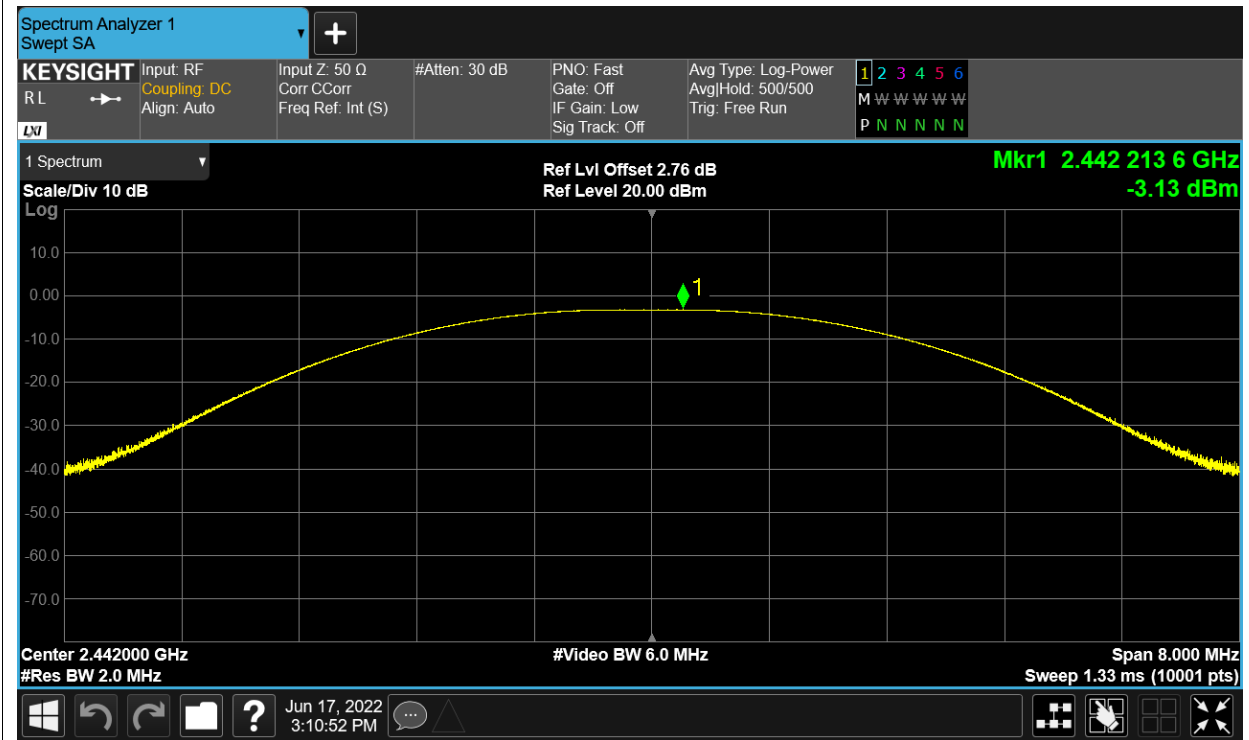 Spectrum Analyzer 1
Swept SA
+
KEYSIGHT
R L
LXI
Input: RF
Coupling: DC
Align: Auto
Input Z: 50 Ω
Corr CCorr
Freq Ref: Int (S)
#Atten: 30 dB
PNO: Fast
Gate: Off
IF Gain: Low
Sig Track: Off
Avg Type: Log-Power
Avg|Hold: 500/500
Trig: Free Run
1 2 3 4 5 6
M W W W W W
P N N N N N
1 Spectrum
Scale/Div 10 dB
Log
Ref Lvl Offset 2.76 dB
Ref Level 20.00 dBm
Mkr1 2.442 213 6 GHz
-3.13 dBm
1
10.0
0.00
-10.0
-20.0
-30.0
-40.0
-50.0
-60.0
-70.0
Center 2.442000 GHz
#Res BW 2.0 MHz
#Video BW 6.0 MHz
Span 8.000 MHz
Sweep 1.33 ms (10001 pts)
?
Jun 17, 2022
3:10:52 PM